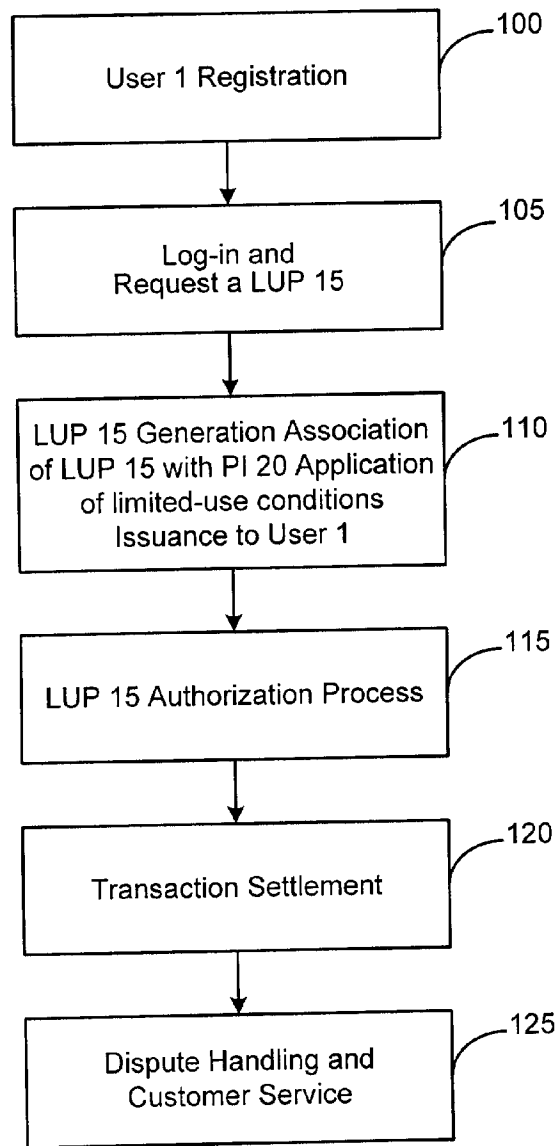 100
User 1 Registration
105
Log-in and
Request a LUP 15
110
LUP 15 Generation Association
of LUP 15 with PI 20 Application
of limited-use conditions
Issuance to User 1
115
LUP 15 Authorization Process
120
Transaction Settlement
125
Dispute Handling and
Customer Service